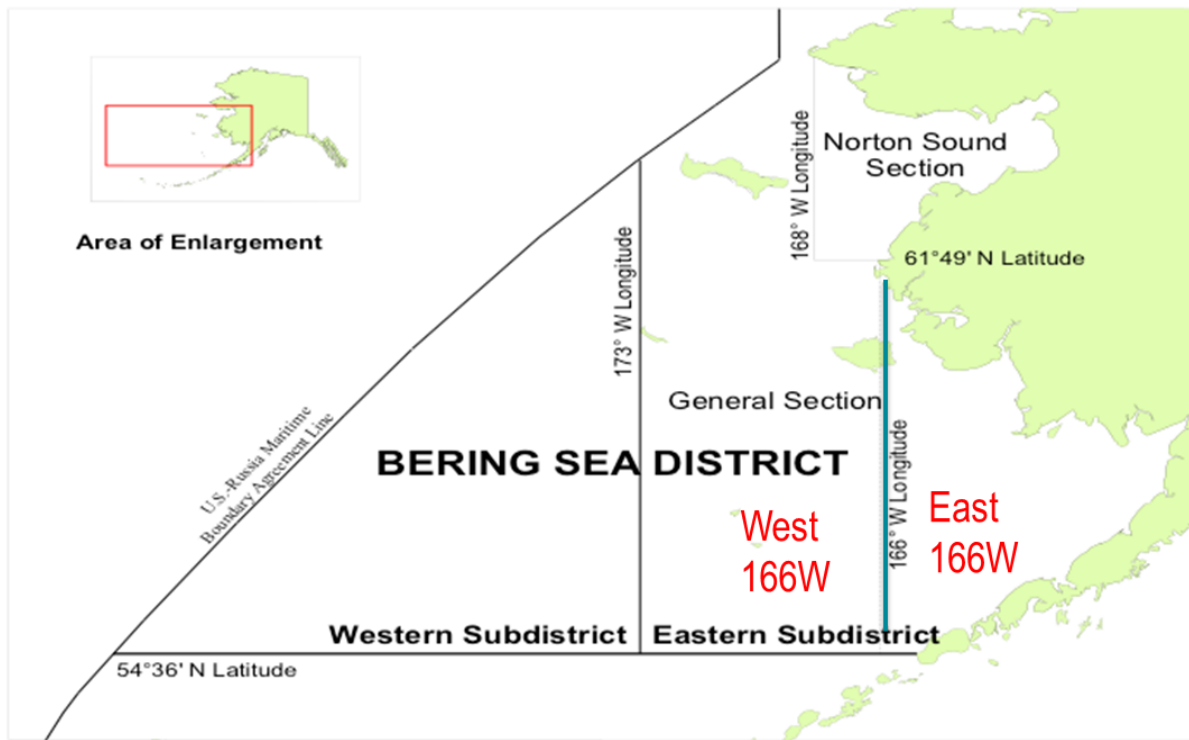 Area of Enlargement
Norton Sound
Section
168° W Longitude
61°49' N Latitude
173° W Longitude
General Section
U.S.-Russia Maritime
Boundary Agreement Line
BERING SEA DISTRICT
166° W Longitude
West
166W
East
166W
Western Subdistrict
Eastern Subdistrict
54°36' N Latitude